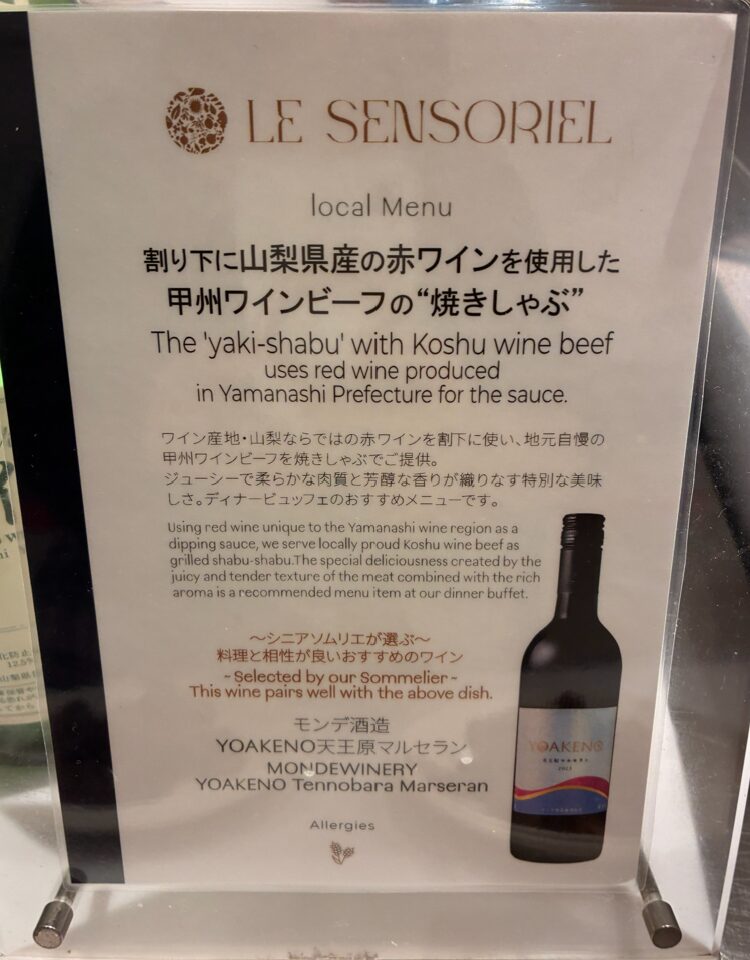 LE SENSORIEL
local Menu
割り下に山梨県産の赤ワインを使用した
甲州ワインビーフの“焼きしゃぶ”
The 'yaki-shabu' with Koshu wine beef
uses red wine produced
in Yamanashi Prefecture for the sauce.
ワイン産地・山梨ならではの赤ワインを割下に使い、地元自慢の
甲州ワインビーフを焼きしゃぶでご提供。
ジューシーで柔らかな肉質と芳醇な香りが織りなす特別な美味
しさ。ディナービュッフェのおすすめメニューです。
Using red wine unique to the Yamanashi wine region as a
dipping sauce, we serve locally proud Koshu wine beef as
grilled shabu-shabu.The special deliciousness created by the
juicy and tender texture of the meat combined with the rich
aroma is a recommended menu item at our dinner buffet.
～シニアソムリエが選ぶ～
料理と相性が良いおすすめのワイン
~ Selected by our Sommelier ~
This wine pairs well with the above dish.
モンデ酒造
YOAKENO天王原マルセラン
MONDEWINERY
YOAKENO Tennobara Marseran
Allergies
YOAKENO
2023
12.5%